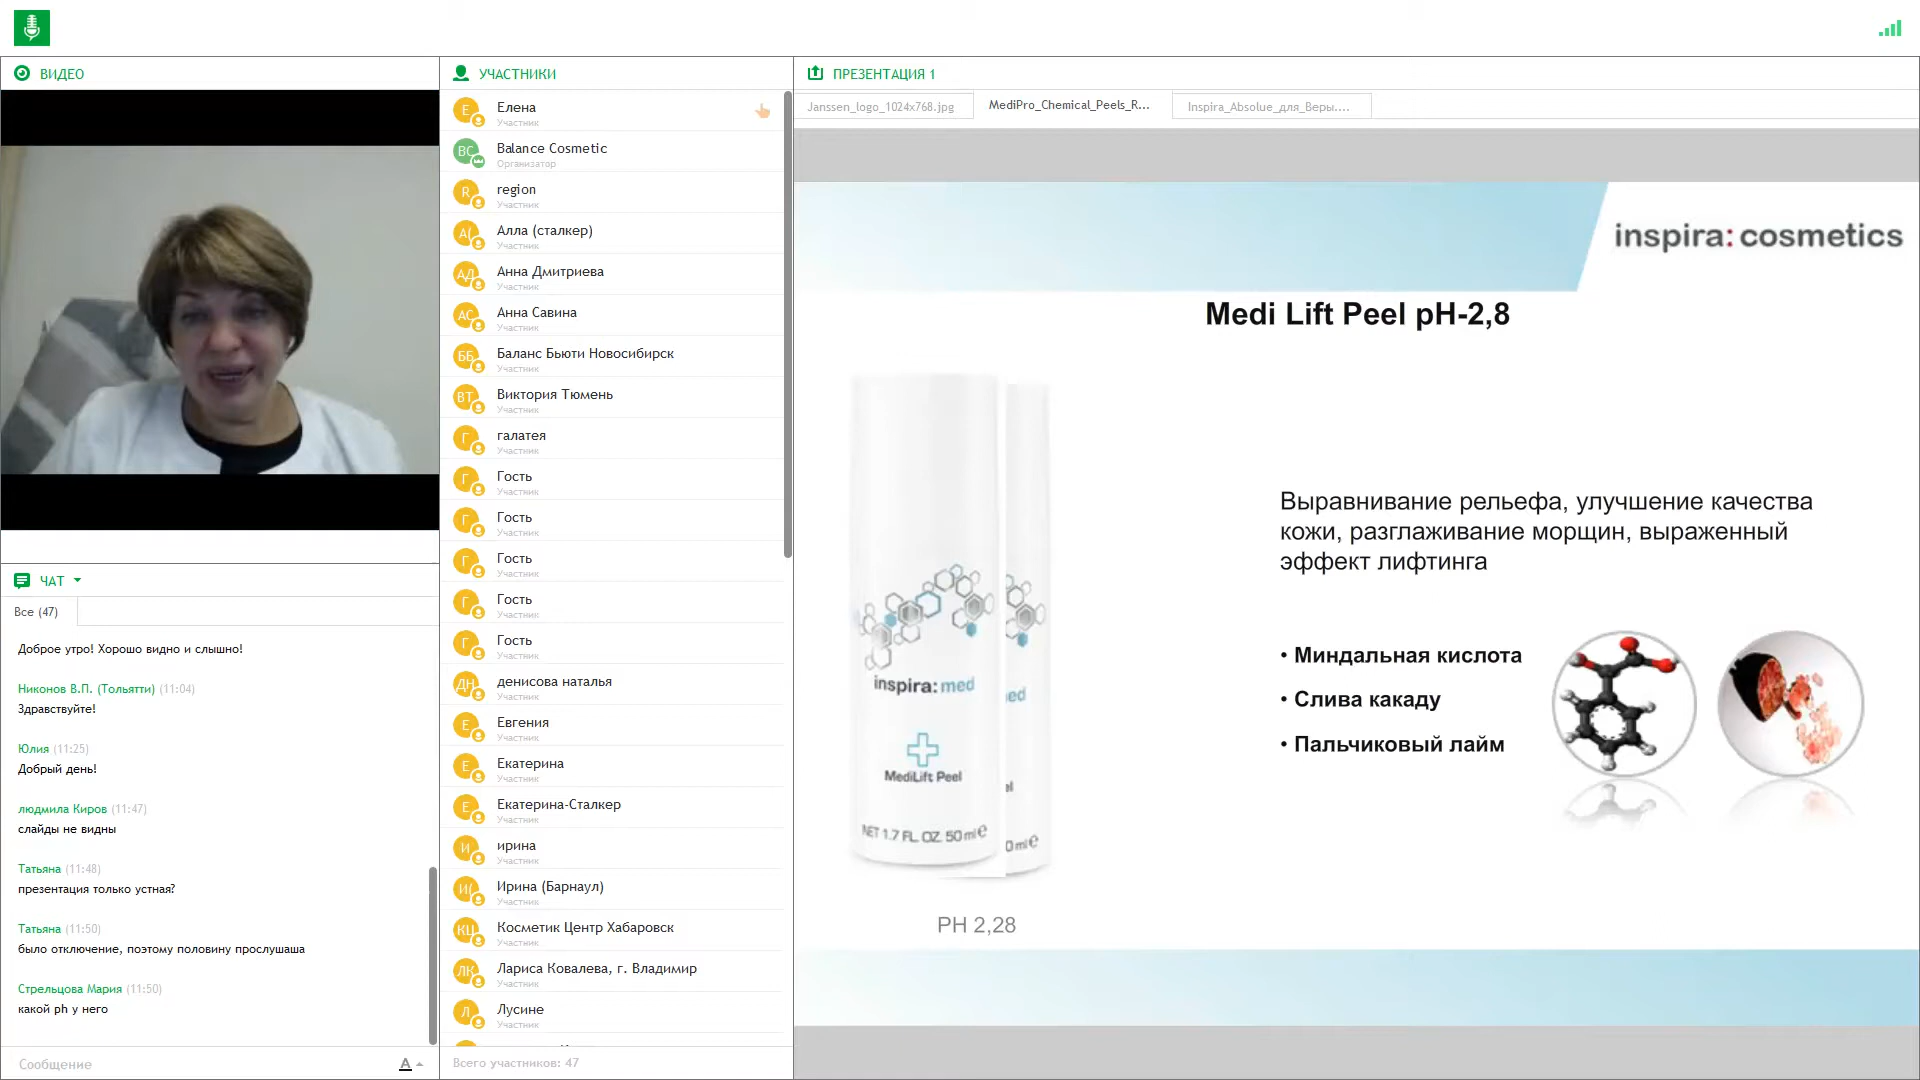 ВИДЕО
УЧАСТНИКИ
Елена
Участник
Balance Cosmetic
Организатор
region
Участник
Алла (сталкер)
Участник
Анна Дмитриева
Участник
Анна Савина
Участник
Баланс Бьюти Новосибирск
Участник
Виктория Тюмень
Участник
галатея
Участник
Гость
Участник
Гость
Участник
Гость
Участник
Гость
Участник
Гость
Участник
денисова наталья
Участник
Евгения
Участник
Екатерина
Участник
Екатерина-Сталкер
Участник
ирина
Участник
Ирина (Барнаул)
Участник
Косметик Центр Хабаровск
Участник
Лариса Ковалева, г. Владимир
Участник
Лусине
Участник
Всего участников: 47
ЧАТ
Все (47)
Доброе утро! Хорошо видно и слышно!
Никонов В.П. (Тольятти) (11:04)
Здравствуйте!
Юлия (11:25)
Добрый день!
людмила Киров (11:47)
слайды не видны
Татьяна (11:48)
презентация только устная?
Татьяна (11:50)
было отключение, поэтому половину прослушаша
Стрельцова Мария (11:50)
какой ph у него
Сообщение
A
ПРЕЗЕНТАЦИЯ 1
Janssen_logo_1024x768.jpg
MediPro_Chemical_Peels_R...
Inspira_Absolue_для_Веры....
inspira: cosmetics
Medi Lift Peel pH-2,8
Выравнивание рельефа, улучшение качества
кожи, разглаживание морщин, выраженный
эффект лифтинга
• Миндальная кислота
• Слива какаду
• Пальчиковый лайм
inspira: med
MediLift Peel
NET 1.7 FL. OZ. 50 ml e
ed
el
0 ml e
PH 2,28